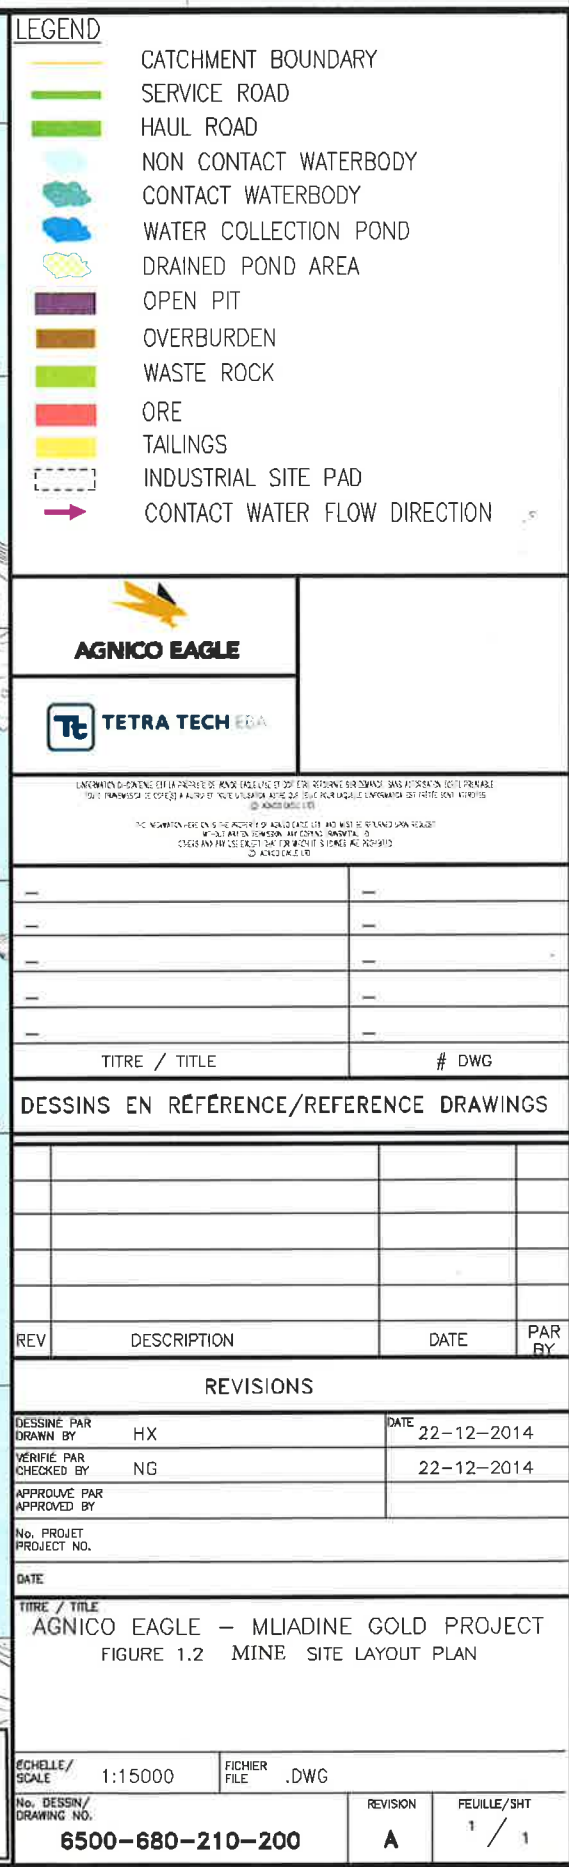 LEGEND
CATCHMENT BOUNDARY
SERVICE ROAD
HAUL ROAD
NON CONTACT WATERBODY
CONTACT WATERBODY
WATER COLLECTION POND
DRAINED POND AREA
OPEN PIT
OVERBURDEN
WASTE ROCK
ORE
TAILINGS
INDUSTRIAL SITE PAD
CONTACT WATER FLOW DIRECTION
AGNICO EAGLE
Tt TETRA TECH EBA
– –
– –
– –
– –
– –
TITRE / TITLE # DWG
DESSINS EN RÉFÉRENCE/REFERENCE DRAWINGS
REV DESCRIPTION DATE PAR
BY
REVISIONS
DESSINÉ PAR
DRAWN BY HX DATE 22-12-2014
VÉRIFIÉ PAR
CHECKED BY NG 22-12-2014
APPROUVÉ PAR
APPROVED BY
No. PROJET
PROJECT NO.
DATE
TITRE / TITLE
AGNICO EAGLE – MLIADINE GOLD PROJECT
FIGURE 1.2 MINE SITE LAYOUT PLAN
ÉCHELLE/
SCALE 1:15000 FICHIER
FILE .DWG
No. DESSIN/
DRAWING NO. REVISION FEUILLE/SHT
6500-680-210-200 A 1 / 1